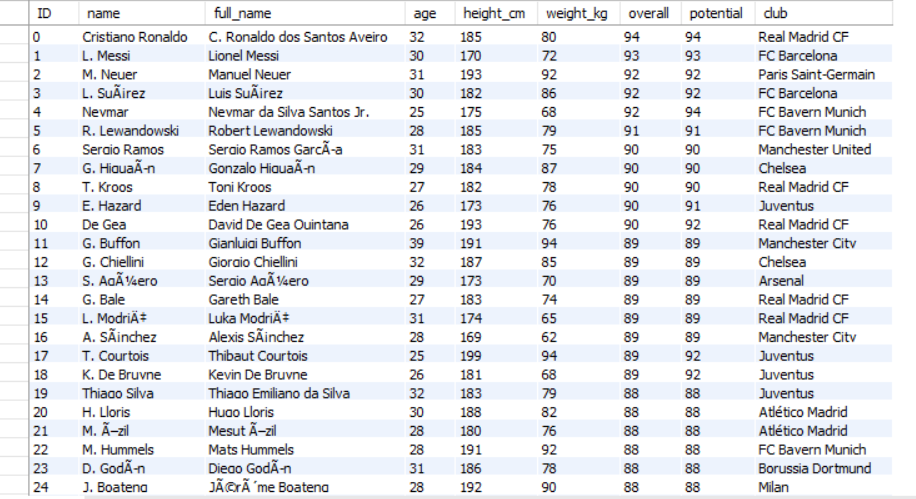 ID name full_name age height_cm weight_kg overall potential club
0 Cristiano Ronaldo C. Ronaldo dos Santos Aveiro 32 185 80 94 94 Real Madrid CF
1 L. Messi Lionel Messi 30 170 72 93 93 FC Barcelona
2 M. Neuer Manuel Neuer 31 193 92 92 92 Paris Saint-Germain
3 L. SuÃirez Luis SuÃirez 30 182 86 92 92 FC Barcelona
4 Neymar Neymar da Silva Santos Jr. 25 175 68 92 94 FC Bayern Munich
5 R. Lewandowski Robert Lewandowski 28 185 79 91 91 FC Bayern Munich
6 Sergio Ramos Sergio Ramos GarcÃ-a 31 183 75 90 90 Manchester United
7 G. HiguaÃ-n Gonzalo HiguaÃ-n 29 184 87 90 90 Chelsea
8 T. Kroos Toni Kroos 27 182 78 90 90 Real Madrid CF
9 E. Hazard Eden Hazard 26 173 76 90 91 Juventus
10 De Gea David De Gea Quintana 26 193 76 90 92 Real Madrid CF
11 G. Buffon Gianluigi Buffon 39 191 94 89 89 Manchester City
12 G. Chiellini Giorgio Chiellini 32 187 85 89 89 Chelsea
13 S. AgÃ¼ero Sergio AgÃ¼ero 29 173 70 89 89 Arsenal
14 G. Bale Gareth Bale 27 183 74 89 89 Real Madrid CF
15 L. ModriÄ‡ Luka ModriÄ‡ 31 174 65 89 89 Real Madrid CF
16 A. SÃinchez Alexis SÃinchez 28 169 62 89 89 Manchester City
17 T. Courtois Thibaut Courtois 25 199 94 89 92 Juventus
18 K. De Bruyne Kevin De Bruyne 26 181 68 89 92 Juventus
19 Thiago Silva Thiago Emiliano da Silva 32 183 79 88 88 Juventus
20 H. Lloris Hugo Lloris 30 188 82 88 88 Atlético Madrid
21 M. Ã–zil Mesut Ã–zil 28 180 76 88 88 Atlético Madrid
22 M. Hummels Mats Hummels 28 191 92 88 88 FC Bayern Munich
23 D. GodÃ-n Diego GodÃ-n 31 186 78 88 88 Borussia Dortmund
24 J. Boateng JÃ©rÃ´me Boateng 28 192 90 88 88 Milan